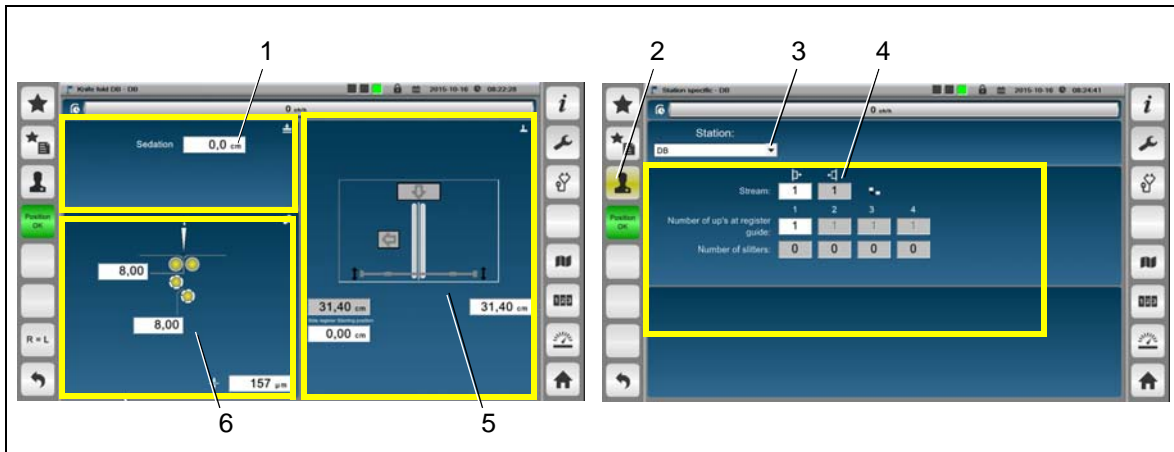 1
2
3
4
Knife fold DB - DB
2015-10-16 08:22:28
0
Sedation 0,0 cm
Position OK
8,00
8,00
31,40 cm
31,40 cm
0,00 cm
R = L
157 µm
6
5
i
Station specific - DB
2015-10-16 08:24:41
0
Station:
DB
Stream: 1 1
1 2 3 4
Number of up's at register guide: 1 1 1 1
Number of slitters: 0 0 0 0
Position OK
i